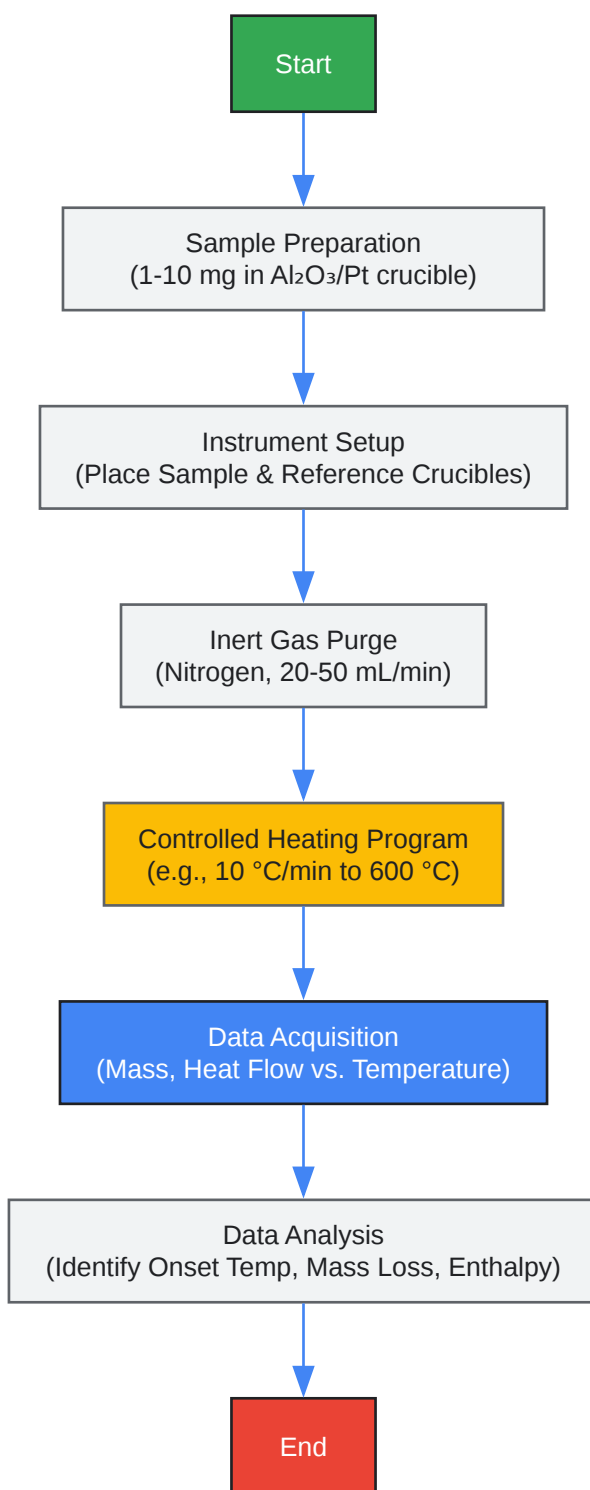 Start
Sample Preparation
(1-10 mg in Al₂O₃/Pt crucible)
Instrument Setup
(Place Sample & Reference Crucibles)
Inert Gas Purge
(Nitrogen, 20-50 mL/min)
Controlled Heating Program
(e.g., 10 °C/min to 600 °C)
Data Acquisition
(Mass, Heat Flow vs. Temperature)
Data Analysis
(Identify Onset Temp, Mass Loss, Enthalpy)
End